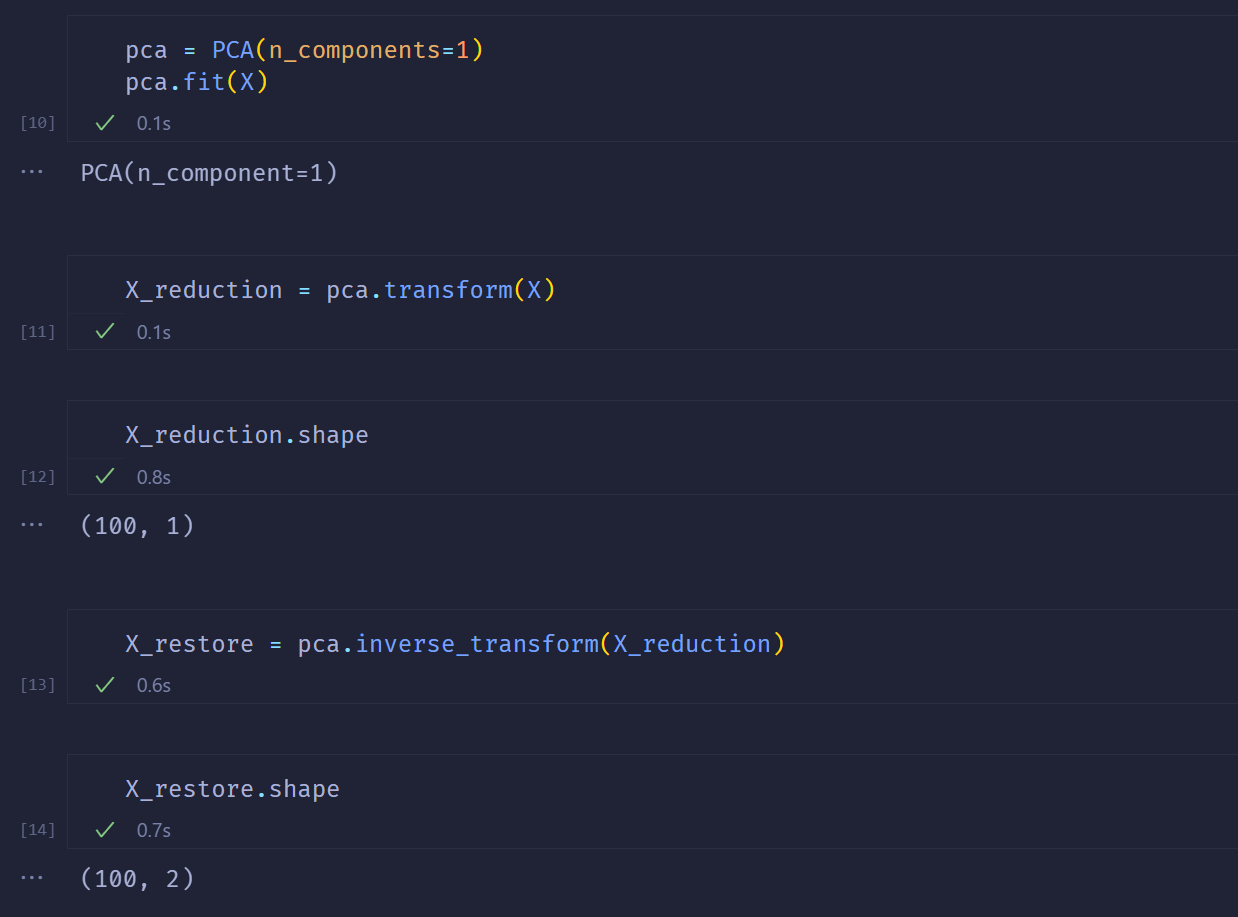 pca = PCA(n_components=1)
pca.fit(X)
[10]
0.1s
... PCA(n_component=1)
X_reduction = pca.transform(X)
[11]
0.1s
X_reduction.shape
[12]
0.8s
... (100, 1)
X_restore = pca.inverse_transform(X_reduction)
[13]
0.6s
X_restore.shape
[14]
0.7s
... (100, 2)